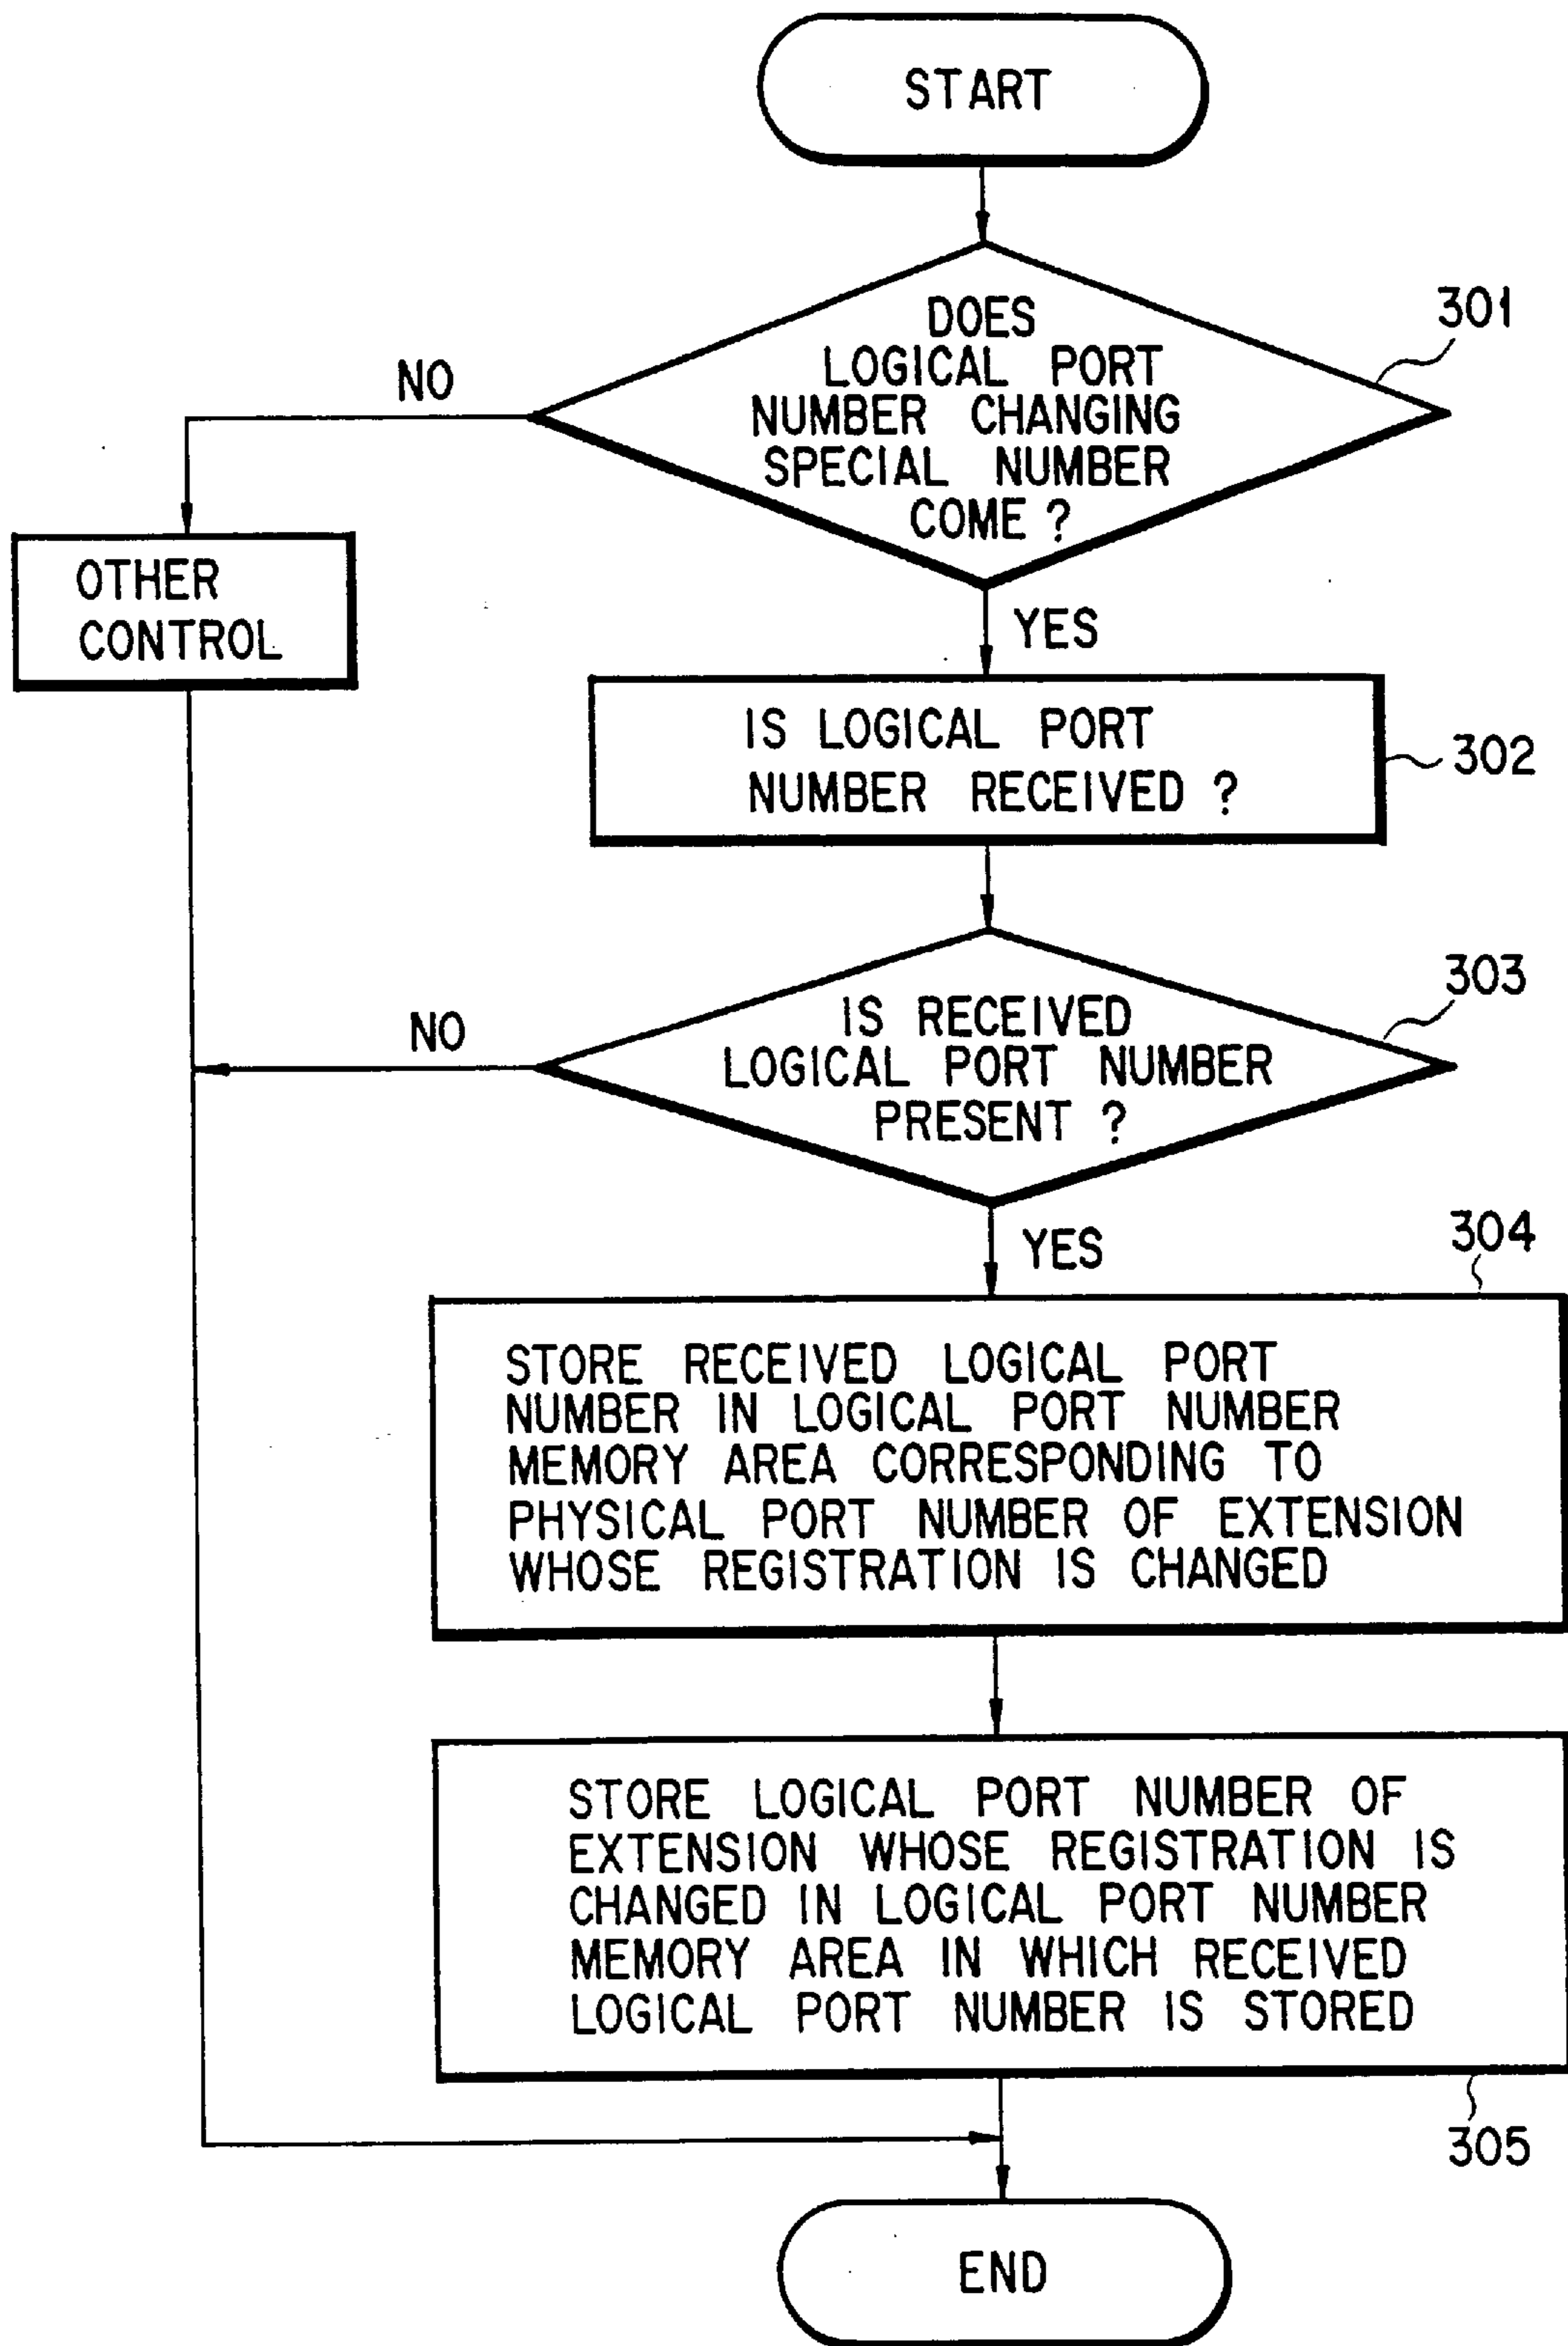 START
DOES
LOGICAL PORT
NUMBER CHANGING
SPECIAL NUMBER
COME ?
301
NO
OTHER
CONTROL
YES
IS LOGICAL PORT
NUMBER RECEIVED ?
302
IS RECEIVED
LOGICAL PORT NUMBER
PRESENT ?
303
NO
YES
304
STORE RECEIVED LOGICAL PORT
NUMBER IN LOGICAL PORT NUMBER
MEMORY AREA CORRESPONDING TO
PHYSICAL PORT NUMBER OF EXTENSION
WHOSE REGISTRATION IS CHANGED
STORE LOGICAL PORT NUMBER OF
EXTENSION WHOSE REGISTRATION IS
CHANGED IN LOGICAL PORT NUMBER
MEMORY AREA IN WHICH RECEIVED
LOGICAL PORT NUMBER IS STORED
305
END